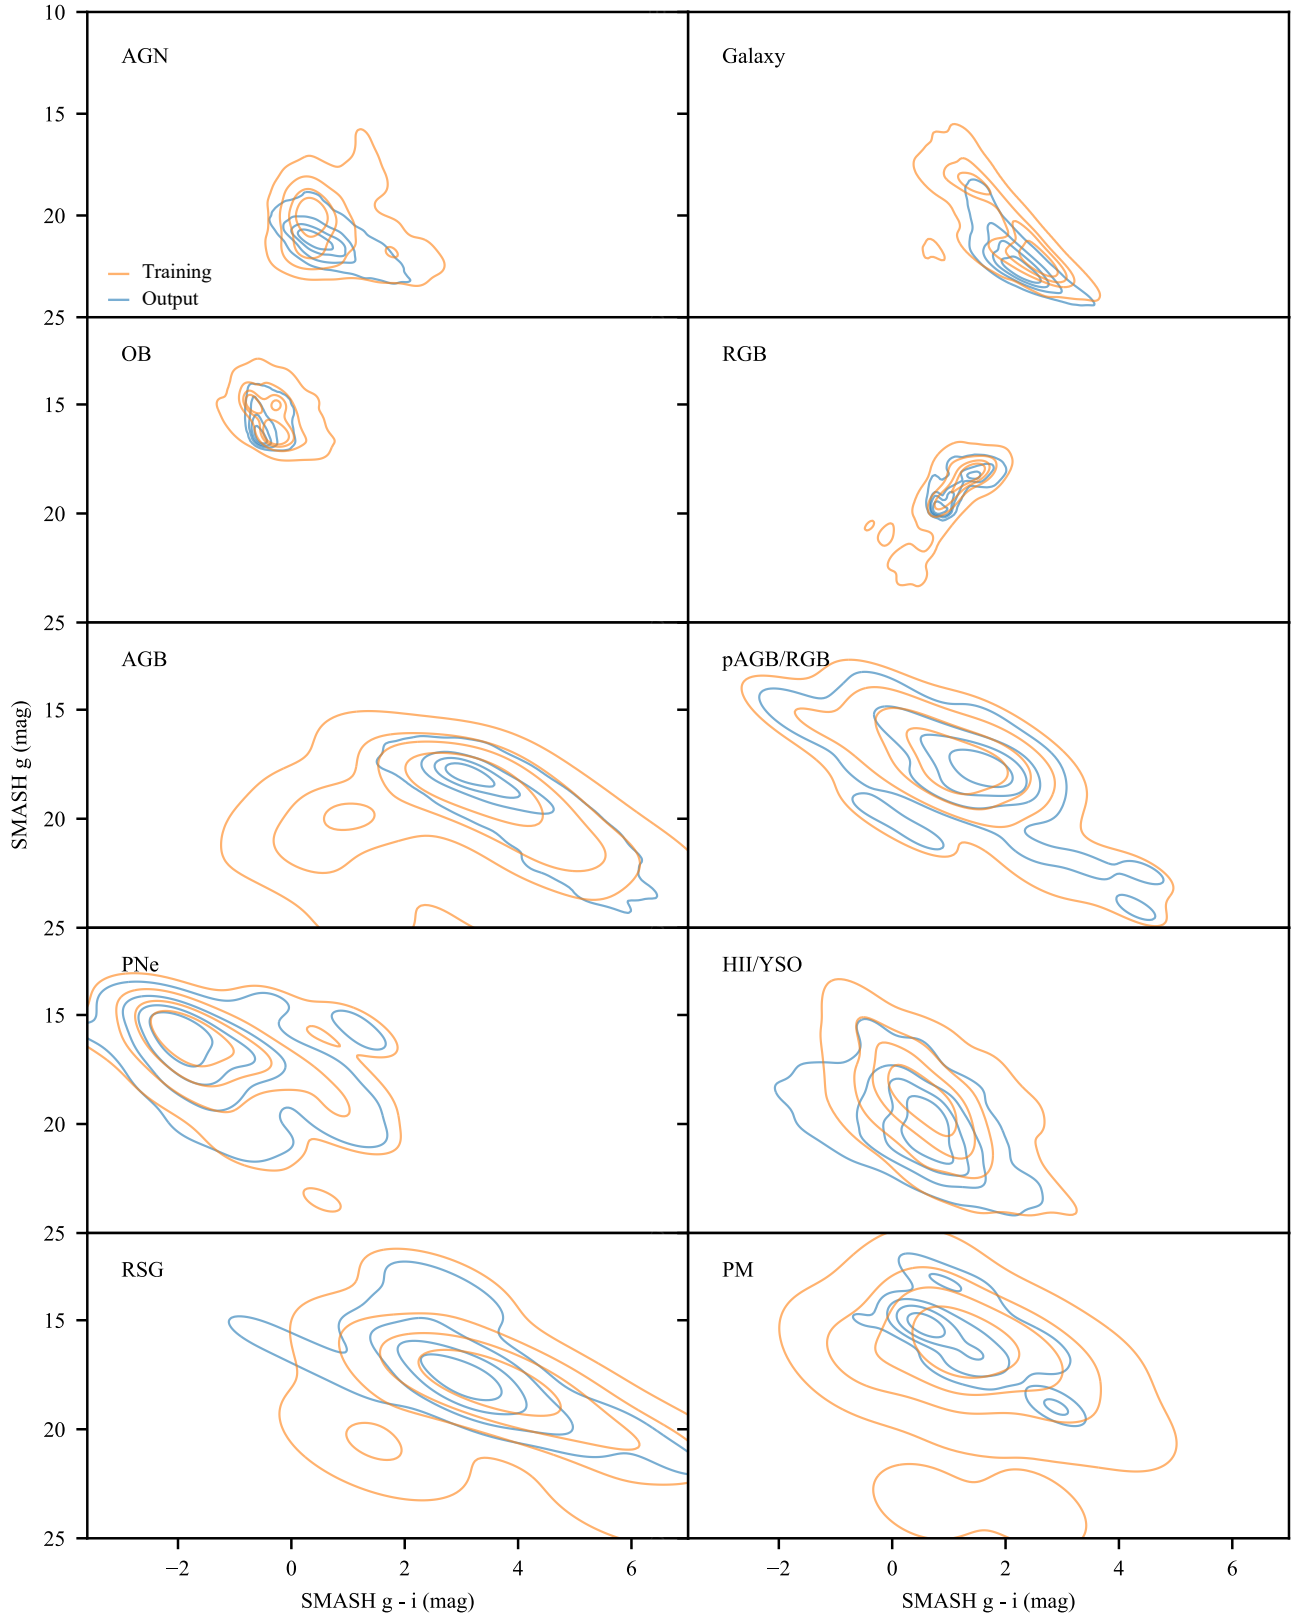 10
AGN
Galaxy
15
20
Training
Output
25
OB
RGB
15
20
25
AGB
pAGB/RGB
15
SMASH g (mag)
20
25
PNe
HII/YSO
15
20
25
RSG
PM
15
20
25
−2 0 2 4 6 −2 0 2 4 6
SMASH g - i (mag) SMASH g - i (mag)